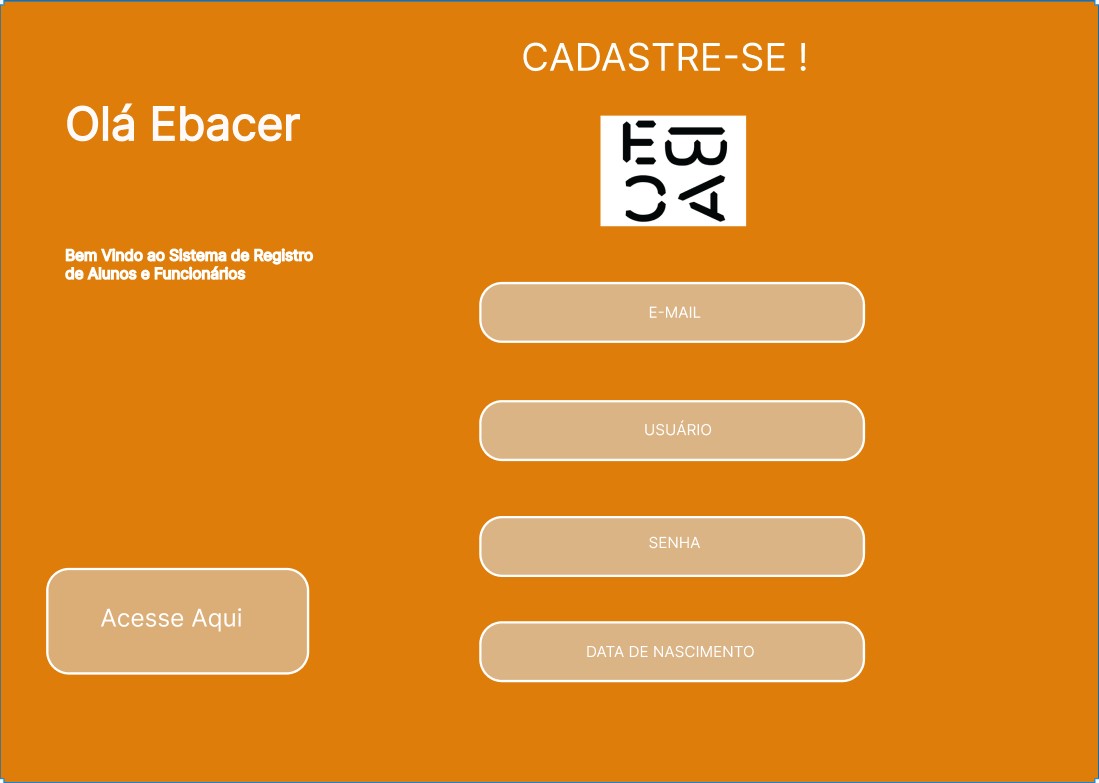 CADASTRE-SE !
Olá Ebacer
EBAC
Bem Vindo ao Sistema de Registro
de Alunos e Funcionários
E-MAIL
USUÁRIO
SENHA
DATA DE NASCIMENTO
Acesse Aqui